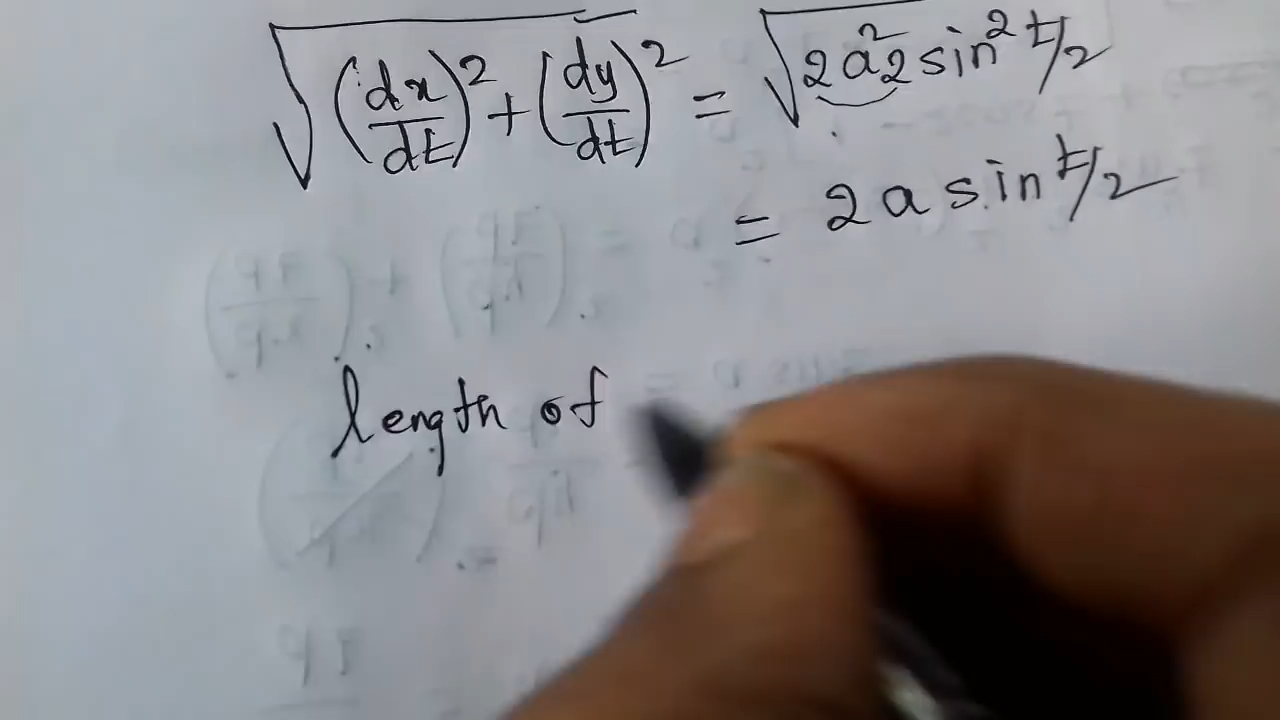 √((dx/dt)² + (dy/dt)²) = √(2a²2 sin² t/2)
= 2a sin t/2
length of